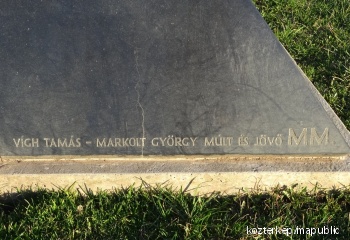 VÍGH TAMÁS - MARKOLT GYÖRGY MÚLT ÉS JÖVŐ MM
kozterkep/mapublic